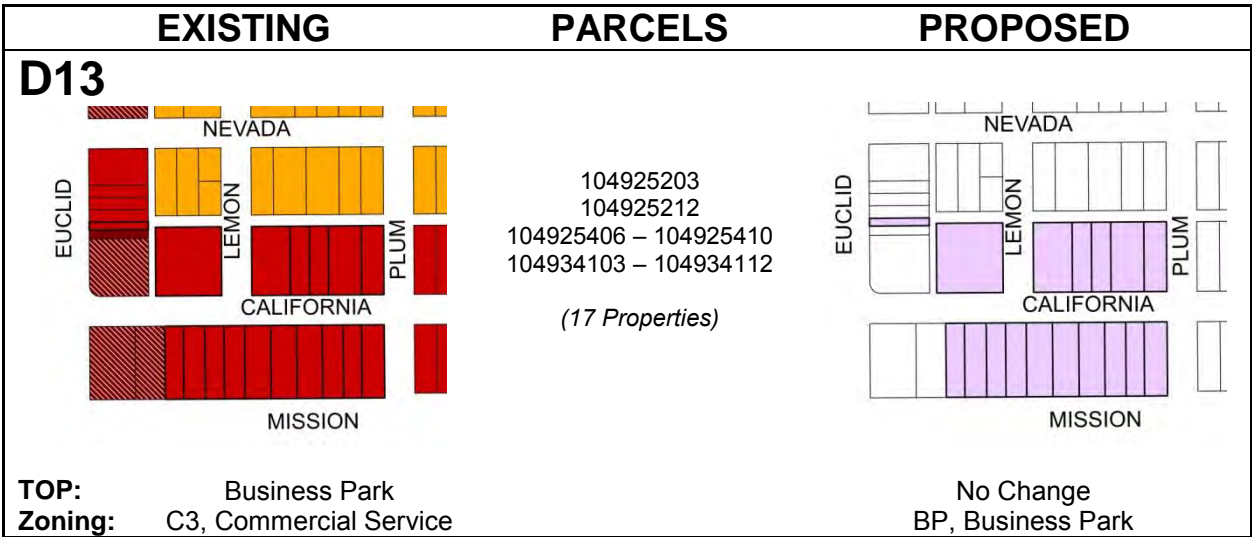 EXISTING PARCELS PROPOSED
D13
NEVADA
EUCLID
LEMON
PLUM
CALIFORNIA
MISSION
104925203
104925212
104925406 – 104925410
104934103 – 104934112
(17 Properties)
NEVADA
EUCLID
LEMON
PLUM
CALIFORNIA
MISSION
TOP: Business Park No Change
Zoning: C3, Commercial Service BP, Business Park